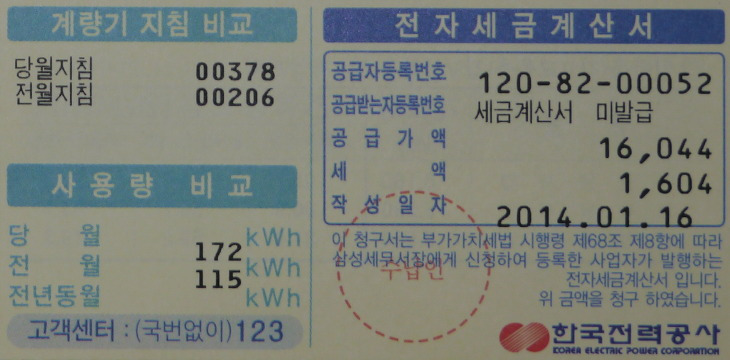 계량기 지침 비교
당월지침 00378
전월지침 00206
사용량 비교
당 월 172 kWh
전 월 115 kWh
전년동월 kWh
고객센터 : (국번없이)123
전자세금계산서
공급자등록번호 120-82-00052
공급받는자등록번호 세금계산서 미발급
공 급 가 액 16,044
세 액 1,604
작 성 일 자 2014.01.16
이 청구서는 부가가치세법 시행령 제68조 제8항에 따라
삼성세무서장에게 신청하여 등록한 사업자가 발행하는
전자세금계산서 입니다.
위 금액을 청구 하였습니다.
수납인
한국전력공사
KOREA ELECTRIC POWER CORPORATION